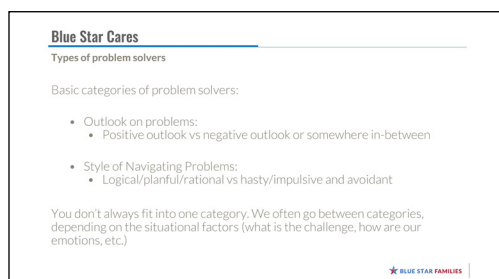 Blue Star Cares
Types of problem solvers
Basic categories of problem solvers:
• Outlook on problems:
• Positive outlook vs negative outlook or somewhere in-between
• Style of Navigating Problems:
• Logical/planful/rational vs hasty/impulsive and avoidant
You don't always fit into one category. We often go between categories,
depending on the situational factors (what is the challenge, how are our
emotions, etc.)
BLUE STAR FAMILIES